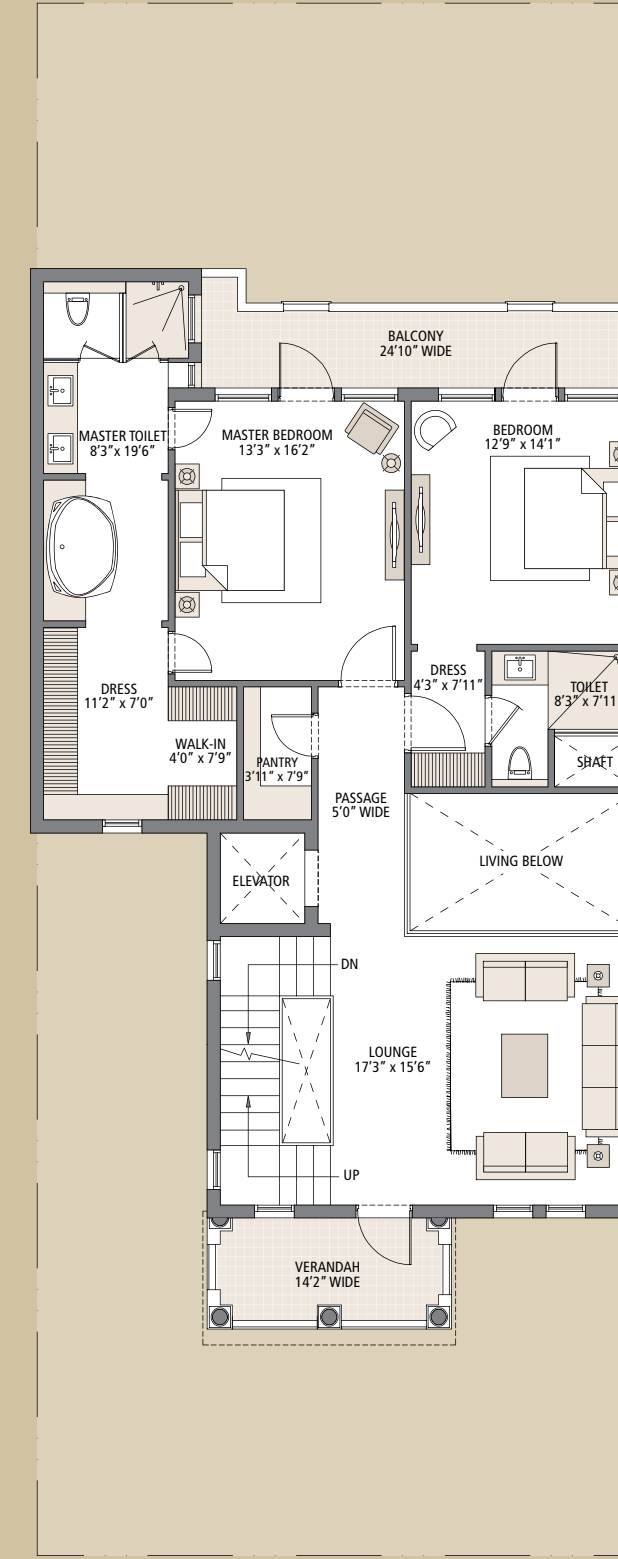 BALCONY
24’10” WIDE
MASTER TOILET
8’3”x 19’6”
MASTER BEDROOM
13’3” x 16’2”
BEDROOM
12’9” x 14’1”
DRESS
11’2” x 7’0”
DRESS
4’3” x 7’11”
TOILET
8’3” x 7’11
WALK-IN
4’0” x 7’9”
PANTRY
3’11” x 7’9”
SHAFT
PASSAGE
5’0” WIDE
LIVING BELOW
ELEVATOR
DN
LOUNGE
17’3” x 15’6”
UP
VERANDAH
14’2” WIDE